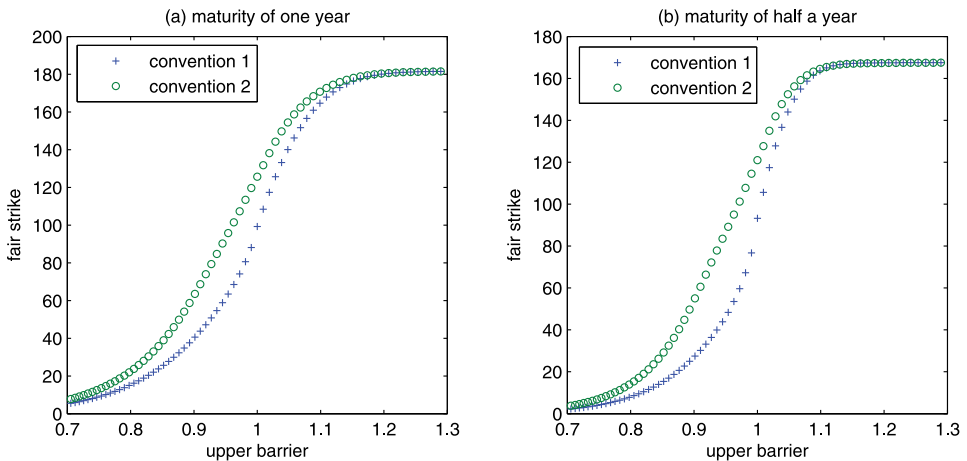 (a) maturity of one year
200
180
160
140
120
100
80
60
40
20
0
fair strike
convention 1
convention 2
0.7 0.8 0.9 1 1.1 1.2 1.3
upper barrier
(b) maturity of half a year
180
160
140
120
100
80
60
40
20
0
fair strike
convention 1
convention 2
0.7 0.8 0.9 1 1.1 1.2 1.3
upper barrier